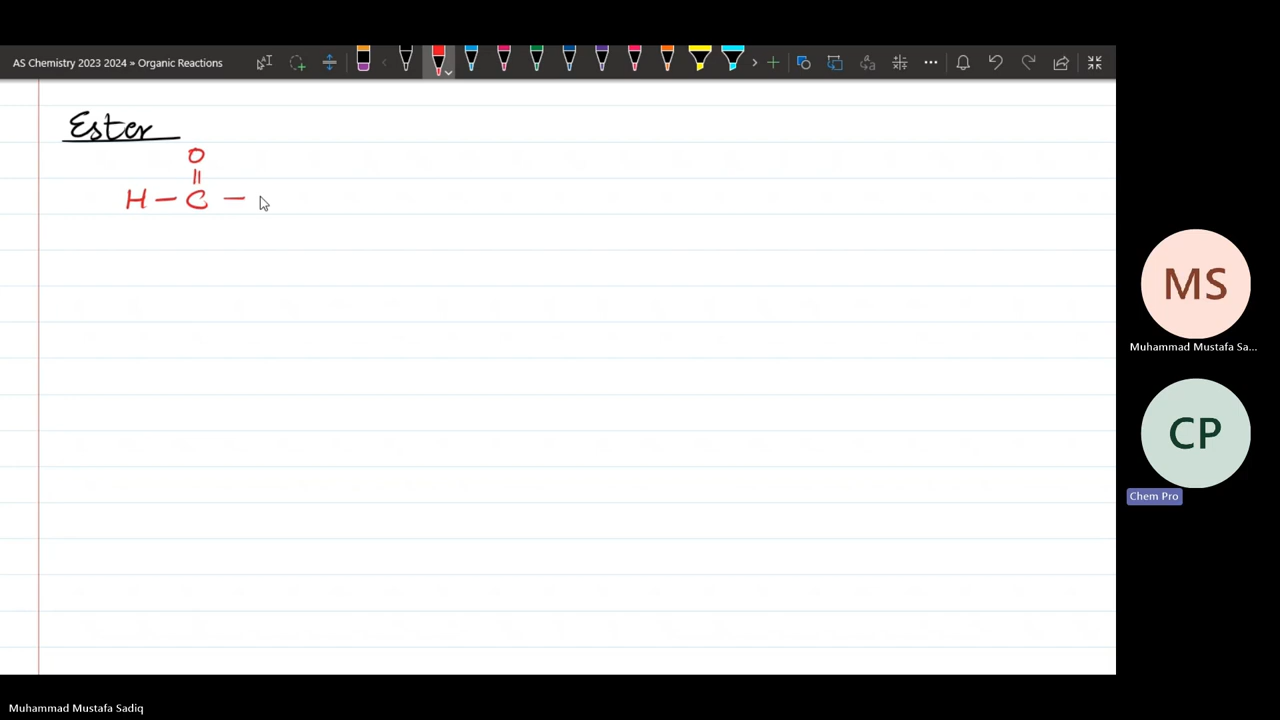 AS Chemistry 2023 2024 » Organic Reactions
Ester
O
||
H - C -
MS
Muhammad Mustafa Sa...
CP
Chem Pro
Muhammad Mustafa Sadiq